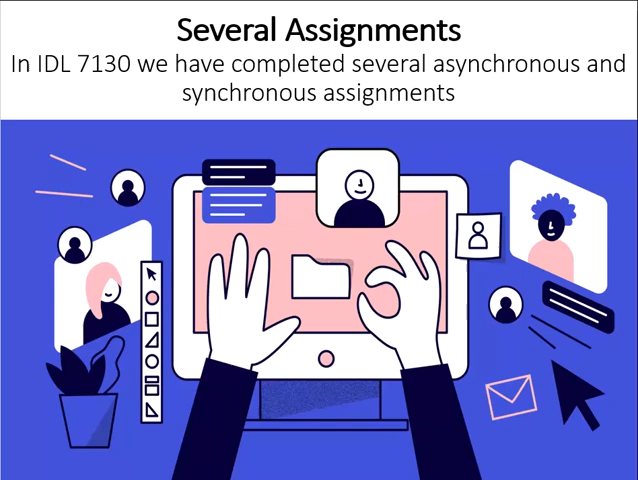 Several Assignments
In IDL 7130 we have completed several asynchronous and
synchronous assignments